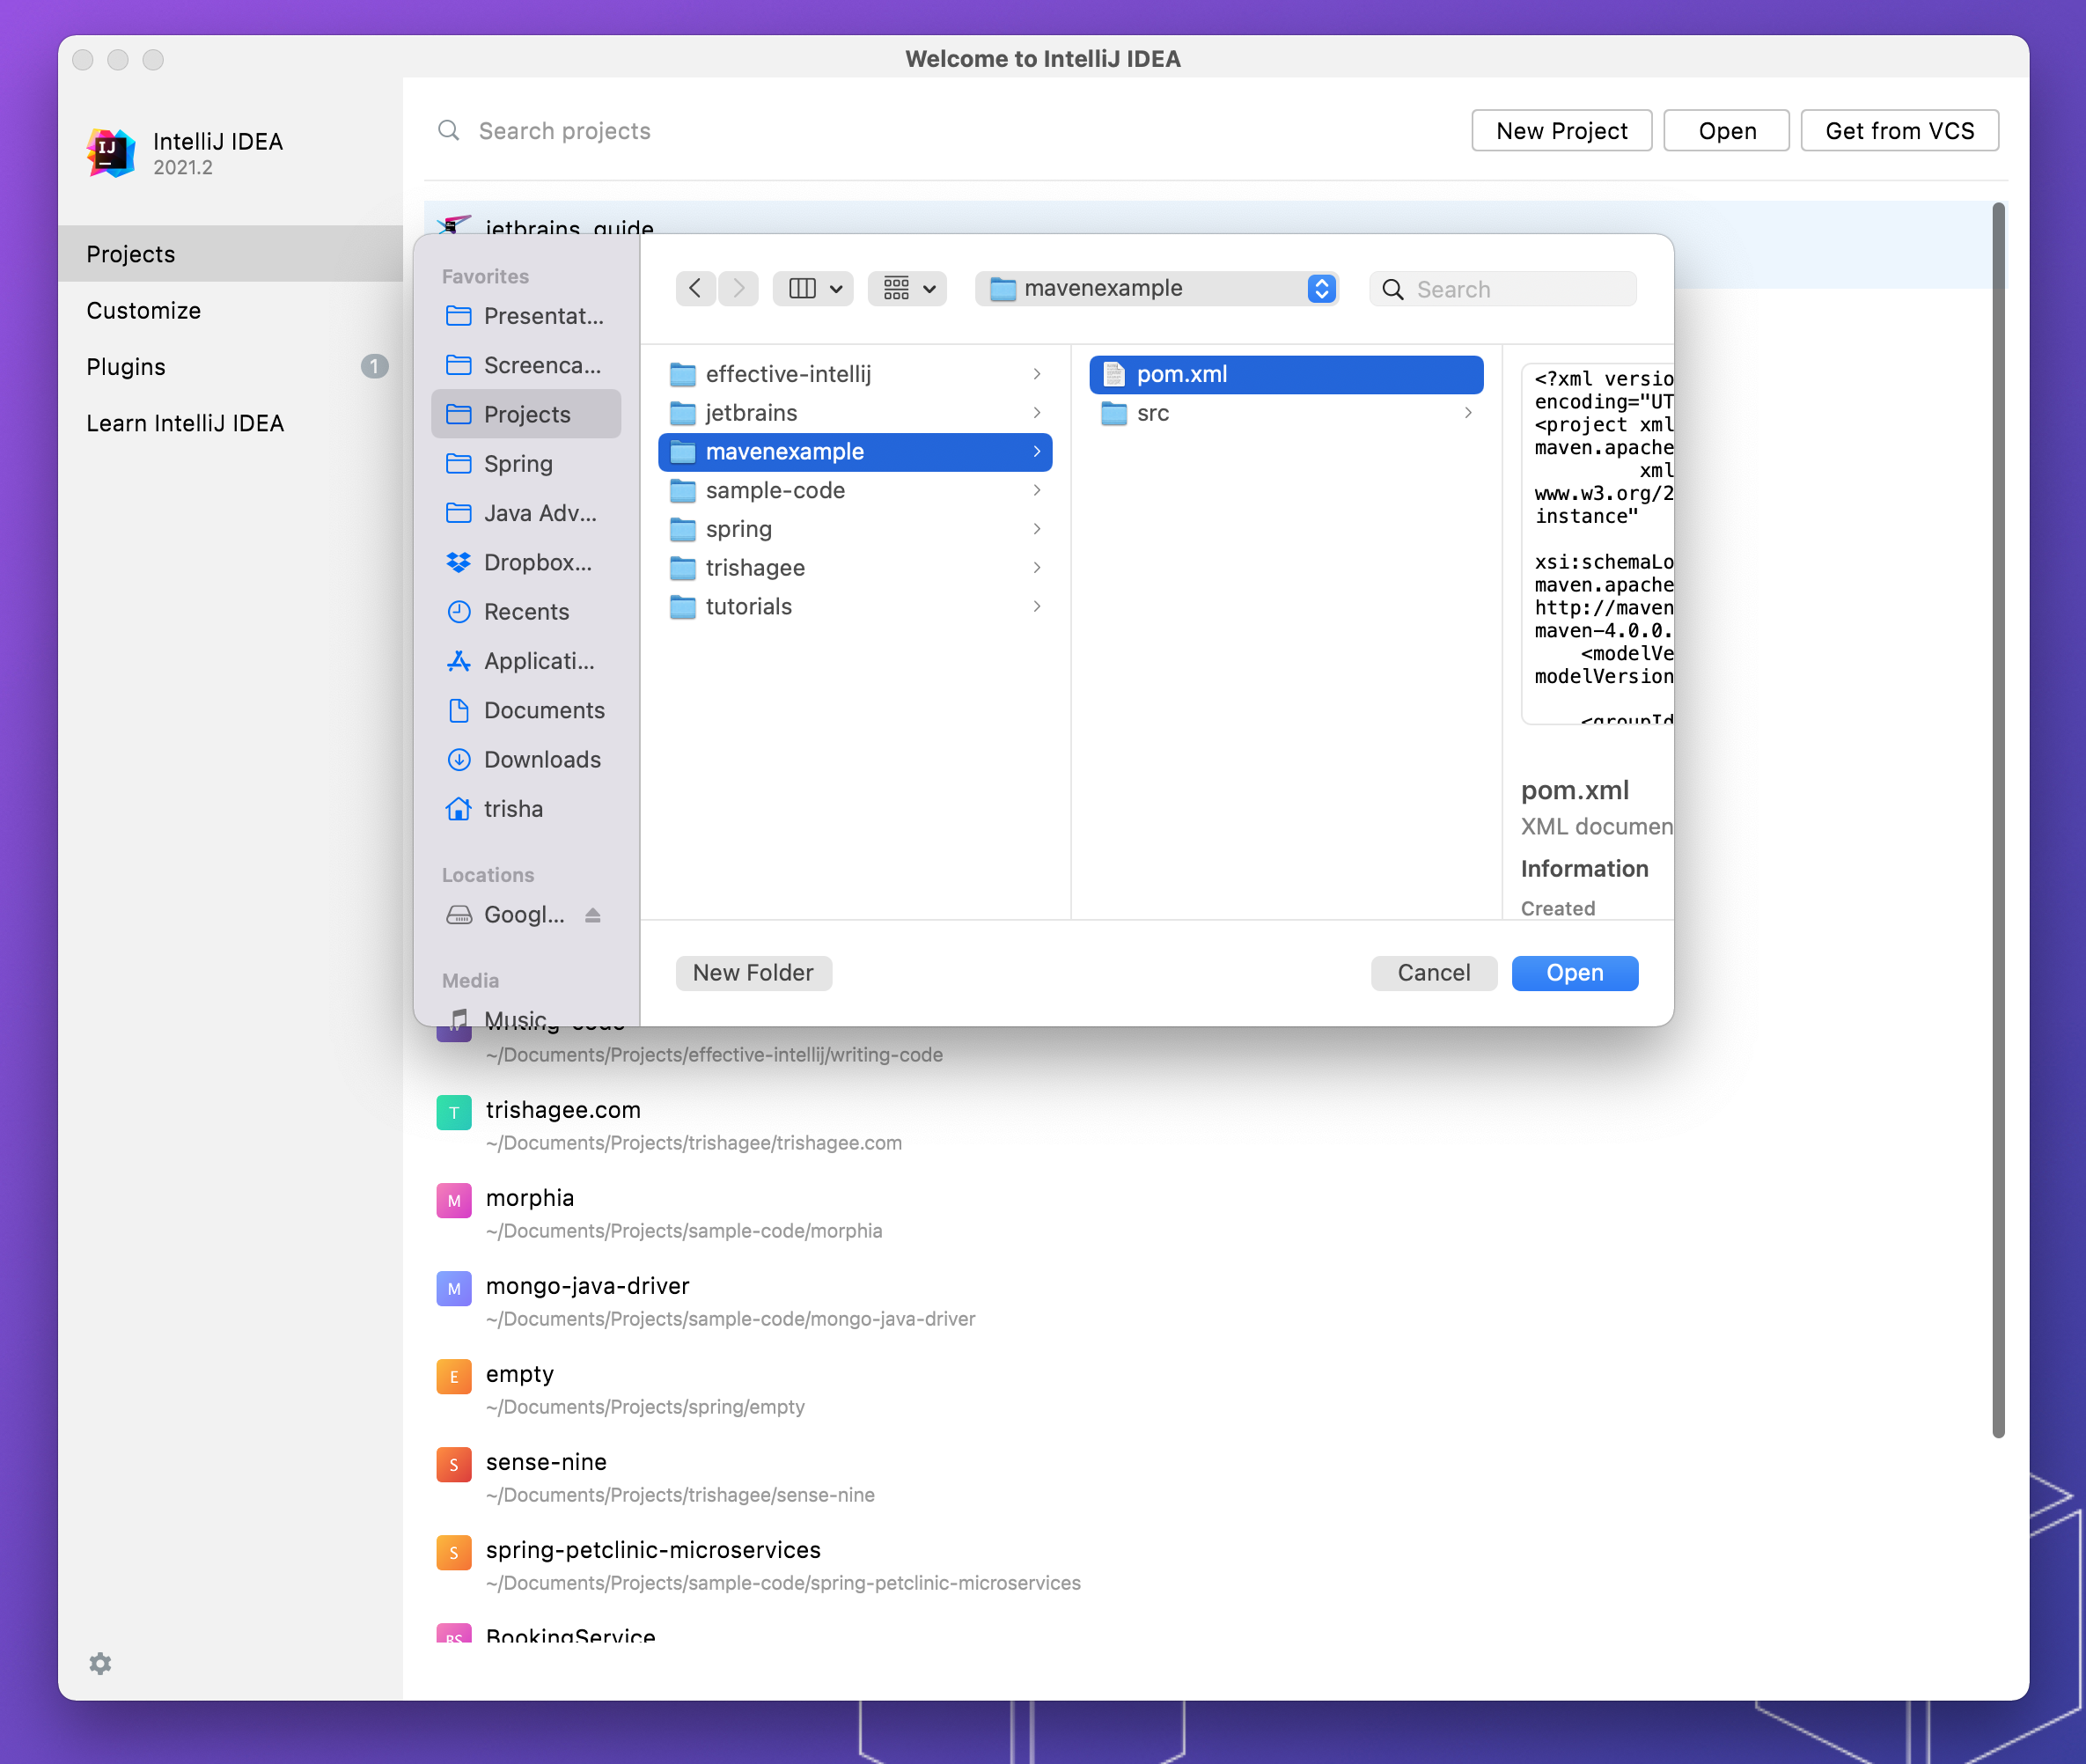 Welcome to IntelliJ IDEA
IJ
IntelliJ IDEA
2021.2
Projects
Customize
Plugins
1
Learn IntelliJ IDEA
Search projects
New Project
Open
Get from VCS
jetbrains_guide
Favorites
Presentat...
Screenca...
Projects
Spring
Java Adv...
Dropbox...
Recents
Applicati...
Documents
Downloads
trisha
Locations
Googl...
Media
Music
mavenexample
Search
effective-intellij
jetbrains
mavenexample
sample-code
spring
trishagee
tutorials
pom.xml
src
<?xml versio
encoding="UT
<project xml
maven.apache
xml
www.w3.org/2
instance"
xsi:schemaLo
maven.apache
http://maven
maven-4.0.0.
<modelVe
modelVersion
<groupId
pom.xml
XML documen
Information
Created
New Folder
Cancel
Open
writing-code
~/Documents/Projects/effective-intellij/writing-code
T
trishagee.com
~/Documents/Projects/trishagee/trishagee.com
M
morphia
~/Documents/Projects/sample-code/morphia
M
mongo-java-driver
~/Documents/Projects/sample-code/mongo-java-driver
E
empty
~/Documents/Projects/spring/empty
S
sense-nine
~/Documents/Projects/trishagee/sense-nine
S
spring-petclinic-microservices
~/Documents/Projects/sample-code/spring-petclinic-microservices
BS
BookingService